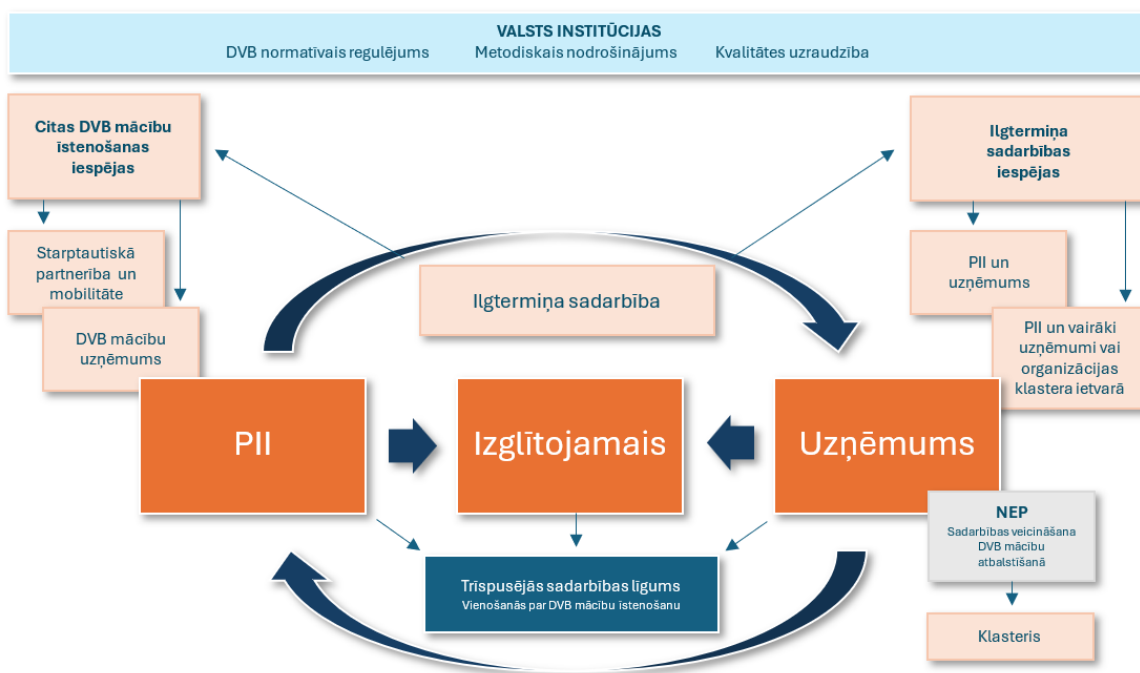 VALSTS INSTITŪCIJAS
DVB normatīvais regulējums Metodiskais nodrošinājums Kvalitātes uzraudzība
Citas DVB mācību
īstenošanas
iespējas
Starptautiskā
partnerība un
mobilitāte
DVB mācību
uzņēmums
Ilgtermiņa sadarbība
Ilgtermiņa
sadarbības
iespējas
PII un
uzņēmums
PII un vairāki
uzņēmumi vai
organizācijas
klastera ietvarā
PII
Izglītojamais
Uzņēmums
Trispusējās sadarbības līgums
Vienošanās par DVB mācību īstenošanu
NEP
Sadarbības veicināšana
DVB mācību
atbalstīšanā
Klasteris